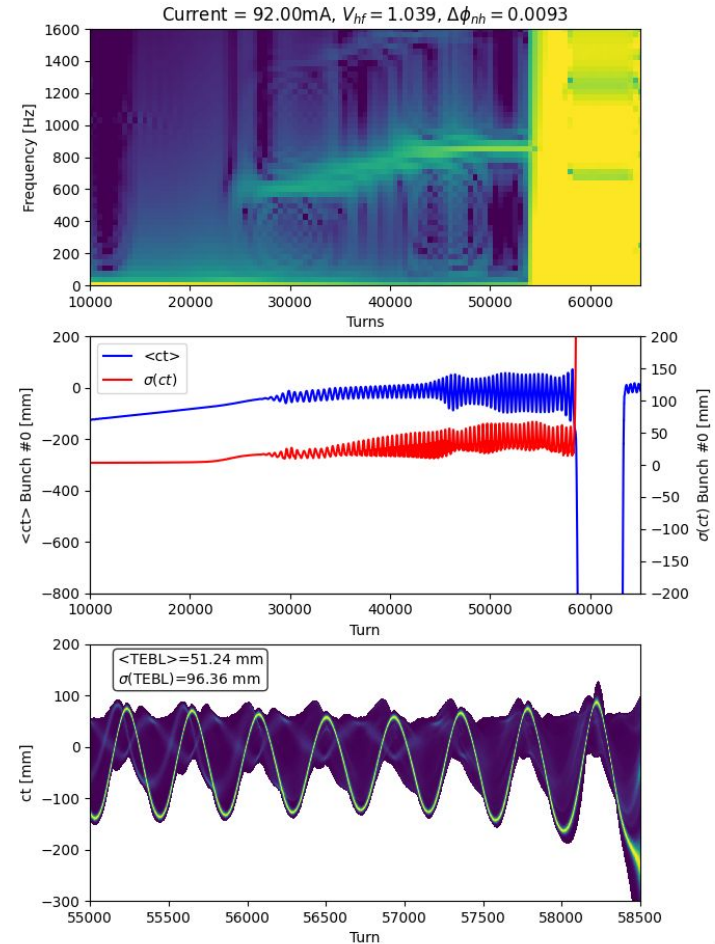 Current = 92.00mA, V_hf = 1.039, Δϕ_nh = 0.0093
Frequency [Hz]
1600
1400
1200
1000
800
600
400
200
0
10000 20000 30000 40000 50000 60000
Turns
<ct> Bunch #0 [mm]
200
0
−200
−400
−600
−800
<ct>
σ(ct)
200
150
100
50
0
−50
−100
−150
−200
σ(ct) Bunch #0 [mm]
10000 20000 30000 40000 50000 60000
Turn
ct [mm]
200
100
0
−100
−200
−300
<TEBL>=51.24 mm
σ(TEBL)=96.36 mm
55000 55500 56000 56500 57000 57500 58000 58500
Turn